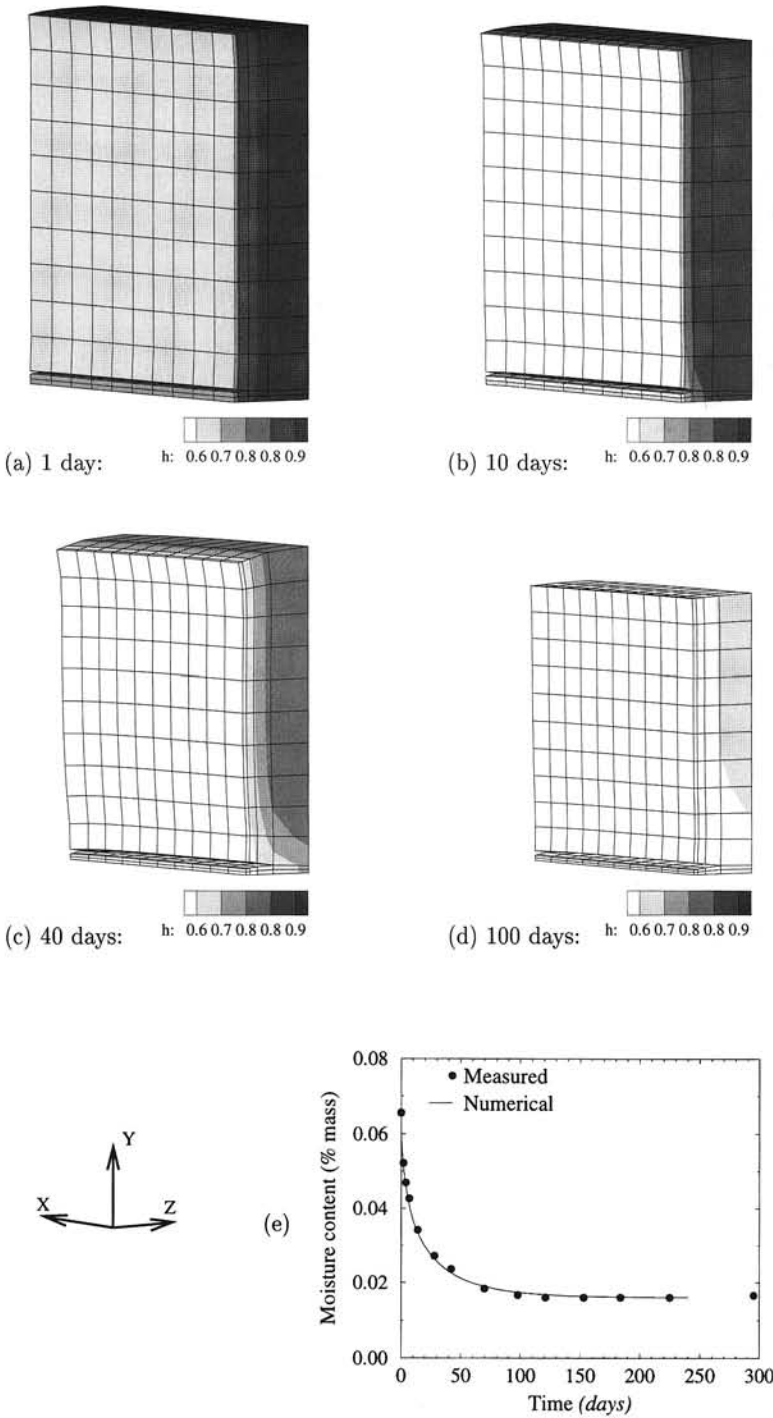 h: 0.6 0.7 0.8 0.8 0.9
(a) 1 day:
h: 0.6 0.7 0.8 0.8 0.9
(b) 10 days:
h: 0.6 0.7 0.8 0.8 0.9
(c) 40 days:
h: 0.6 0.7 0.8 0.8 0.9
(d) 100 days:
Y
X
Z
(e)
Moisture content (% mass)
0.08
0.06
0.04
0.02
0.00
Measured
Numerical
0 50 100 150 200 250 300
Time (days)